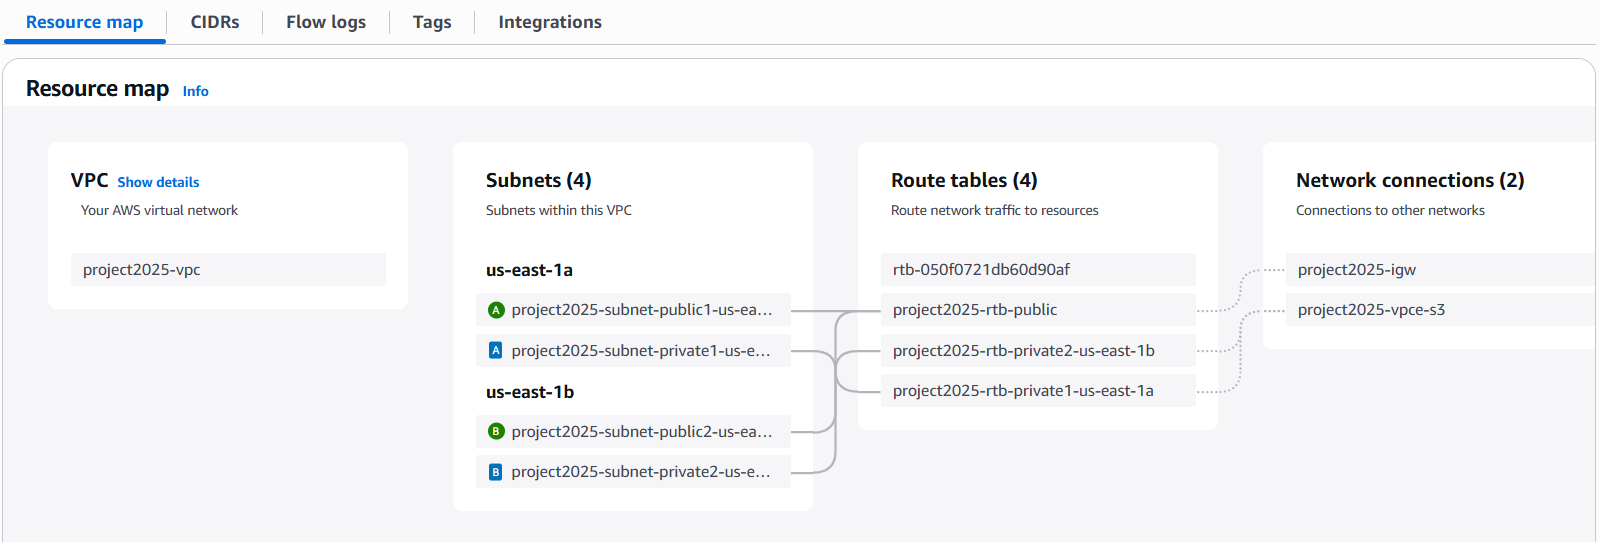 Resource map
CIDRs
Flow logs
Tags
Integrations
Resource map Info
VPC Show details
Your AWS virtual network
project2025-vpc
Subnets (4)
Subnets within this VPC
us-east-1a
A project2025-subnet-public1-us-ea...
A project2025-subnet-private1-us-e...
us-east-1b
B project2025-subnet-public2-us-ea...
B project2025-subnet-private2-us-e...
Route tables (4)
Route network traffic to resources
rtb-050f0721db60d90af
project2025-rtb-public
project2025-rtb-private2-us-east-1b
project2025-rtb-private1-us-east-1a
Network connections (2)
Connections to other networks
project2025-igw
project2025-vpce-s3